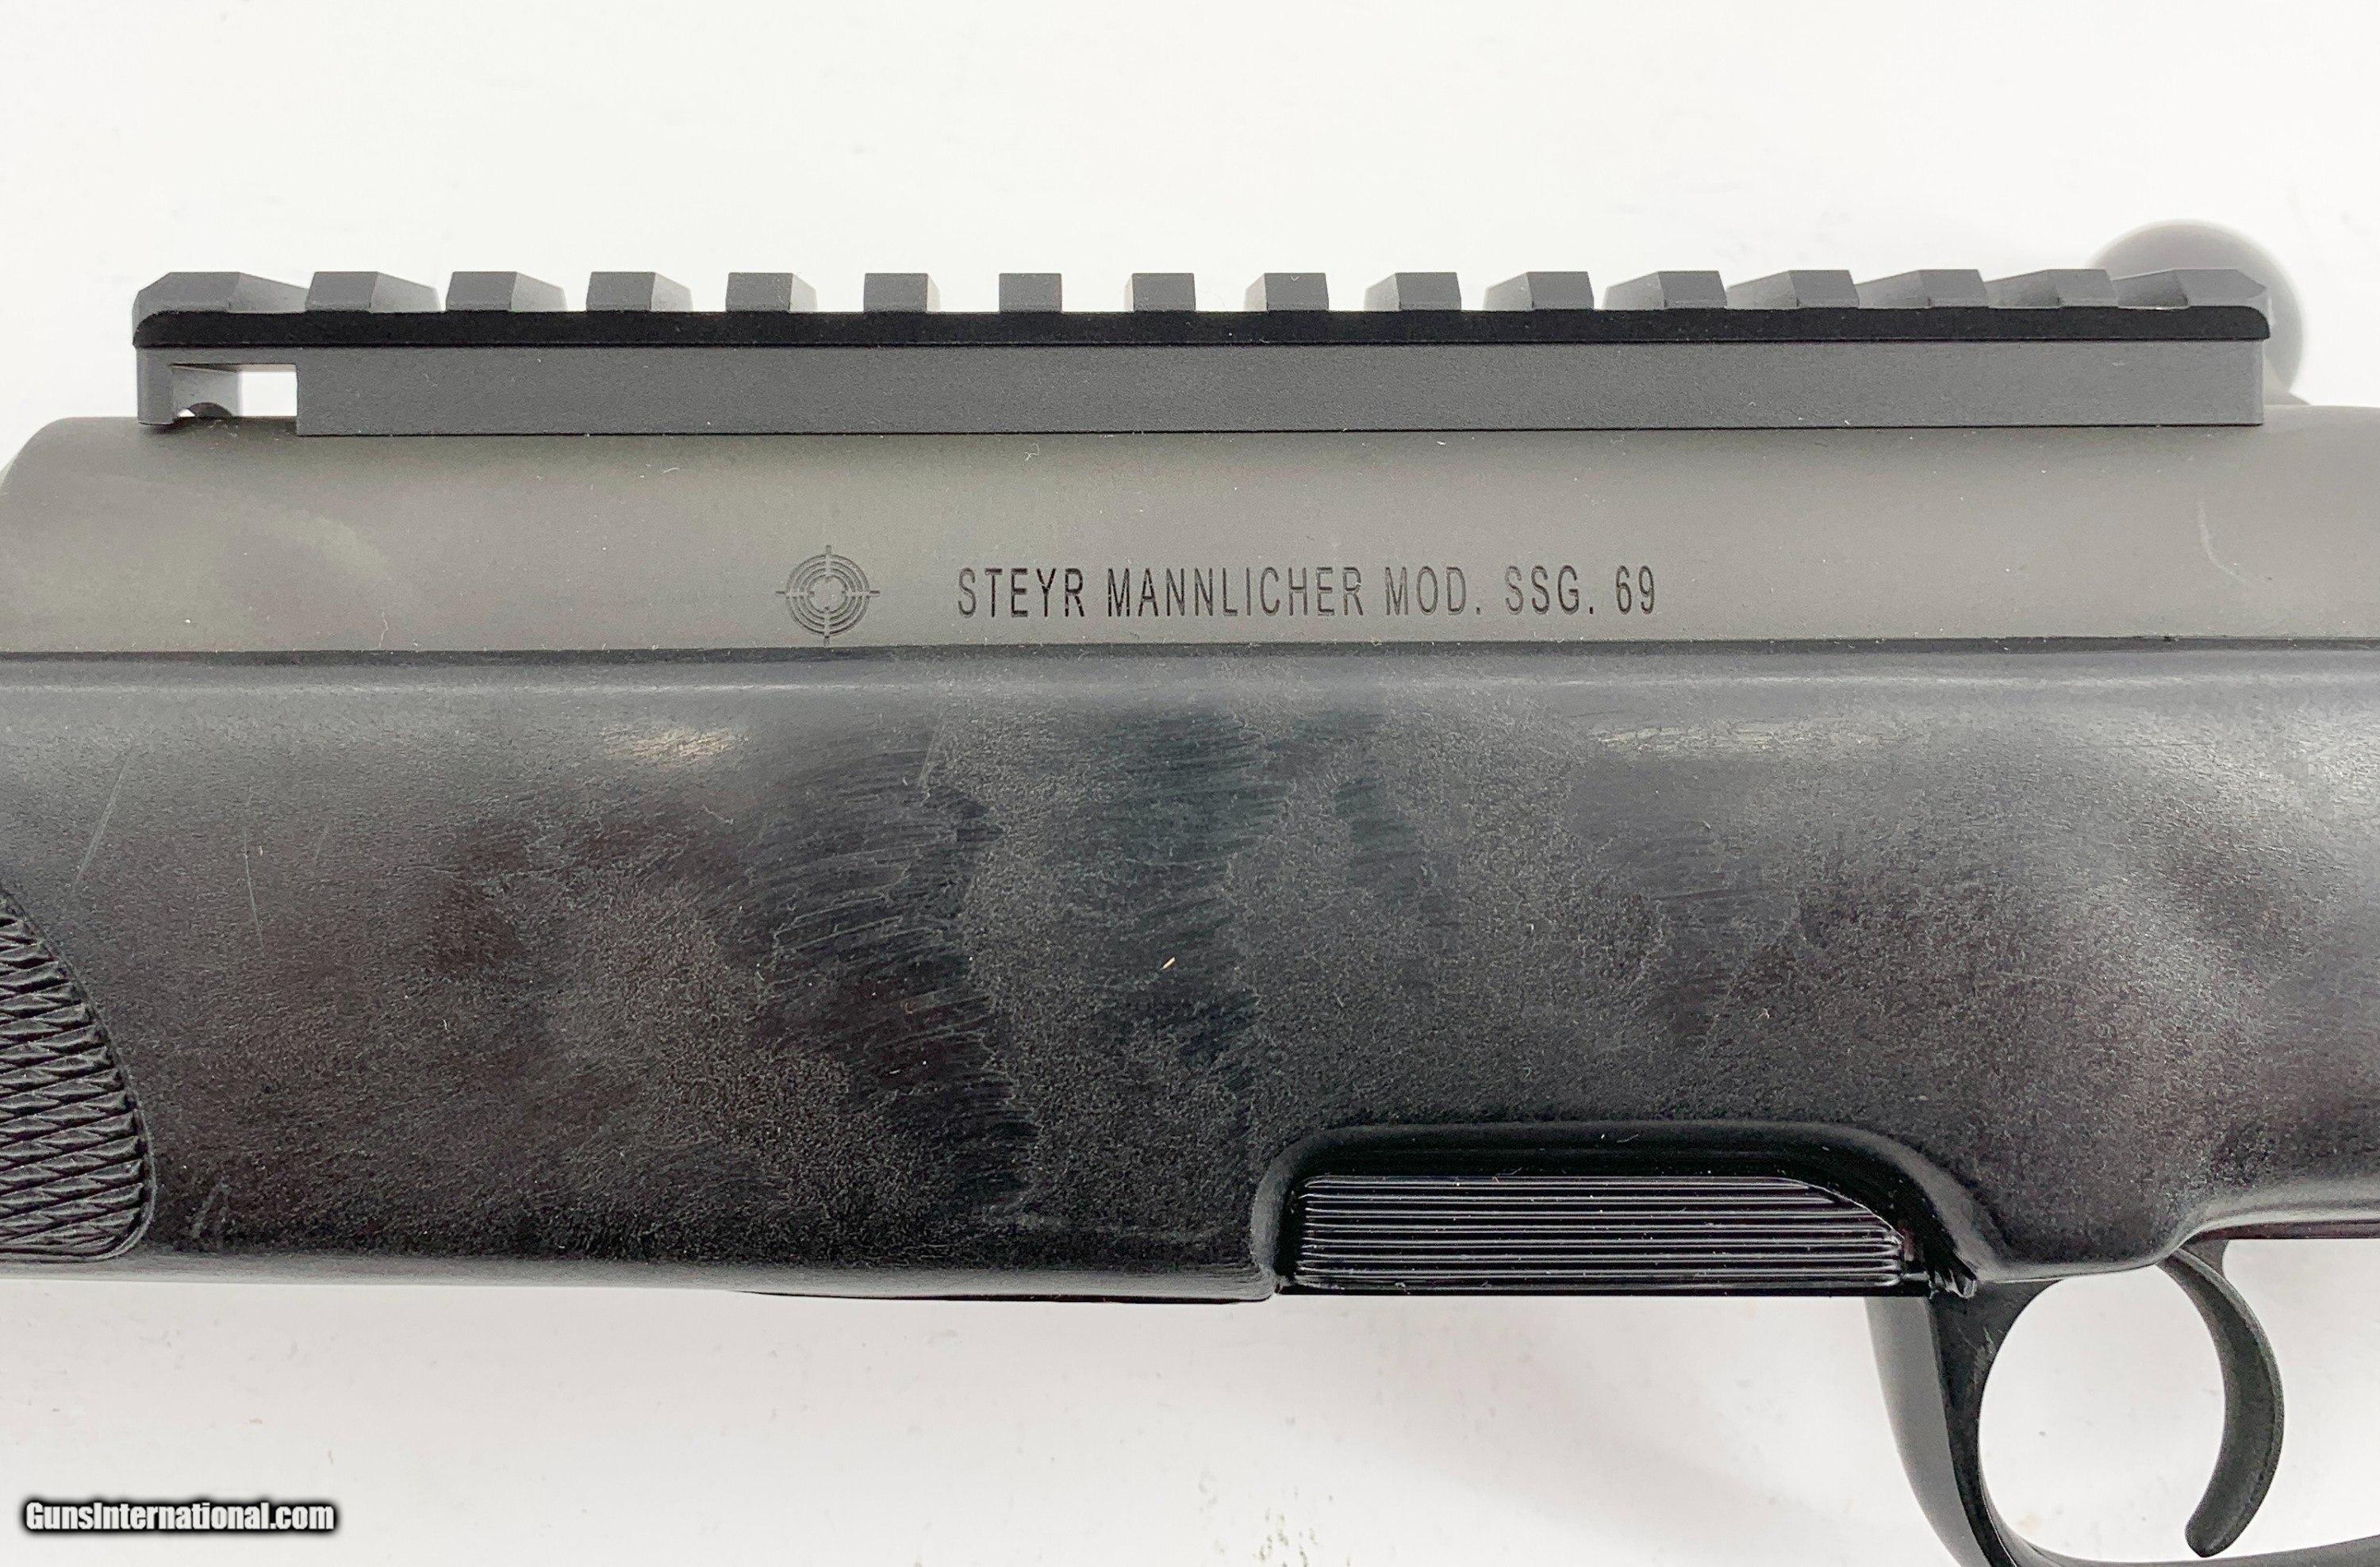 STEYR MANNLICHER MOD. SSG. 69
GunsInternational.com